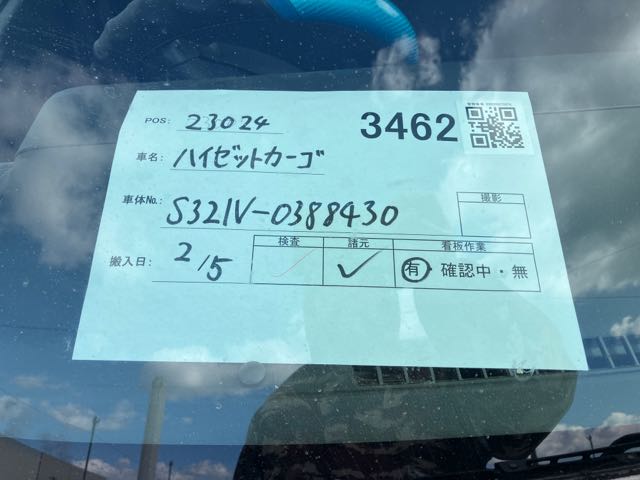 POS: 23024
3462
車名: ハイゼットカーゴ
車体No. S321V-0388430
撮影
搬入日: 2/5
検査 諸元 看板作業
有・確認中・無